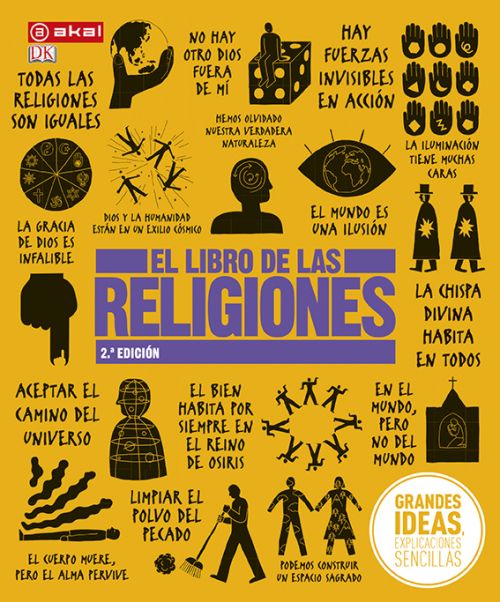 akal
DK
TODAS LAS
RELIGIONES
SON IGUALES
NO HAY
OTRO DIOS
FUERA
DE MÍ
HAY
FUERZAS
INVISIBLES
EN ACCIÓN
HEMOS OLVIDADO
NUESTRA VERDADERA
NATURALEZA
LA ILUMINACIÓN
TIENE MUCHAS
CARAS
LA GRACIA
DE DIOS ES
INFALIBLE
DIOS Y LA HUMANIDAD
ESTÁN EN UN EXILIO CÓSMICO
EL MUNDO ES
UNA ILUSIÓN
EL LIBRO DE LAS
RELIGIONES
2.ª EDICIÓN
LA CHISPA
DIVINA
HABITA
EN TODOS
ACEPTAR EL
CAMINO DEL
UNIVERSO
EL BIEN
HABITA POR
SIEMPRE EN
EL REINO
DE OSIRIS
EN EL
MUNDO,
PERO
NO DEL
MUNDO
LIMPIAR EL
POLVO DEL
PECADO
EL CUERPO MUERE,
PERO EL ALMA PERVIVE
PODEMOS CONSTRUIR
UN ESPACIO SAGRADO
GRANDES
IDEAS,
EXPLICACIONES
SENCILLAS